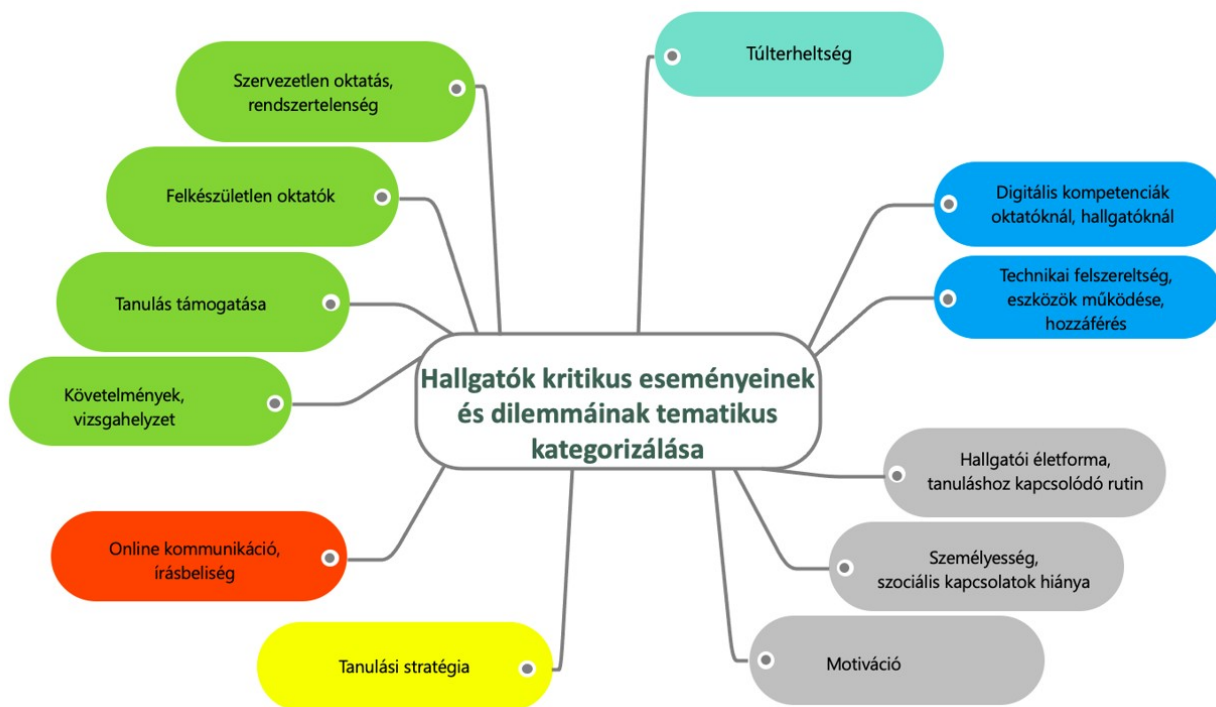 Túlterheltség
Szervezetlen oktatás,
rendszertelenség
Felkészületlen oktatók
Digitális kompetenciák
oktatóknál, hallgatóknál
Tanulás támogatása
Technikai felszereltség,
eszközök működése,
hozzáférés
Követelmények,
vizsgahelyzet
Hallgatók kritikus eseményeinek
és dilemmáinak tematikus
kategorizálása
Hallgatói életforma,
tanuláshoz kapcsolódó rutin
Online kommunikáció,
írásbeliség
Személyesség,
szociális kapcsolatok hiánya
Tanulási stratégia
Motiváció